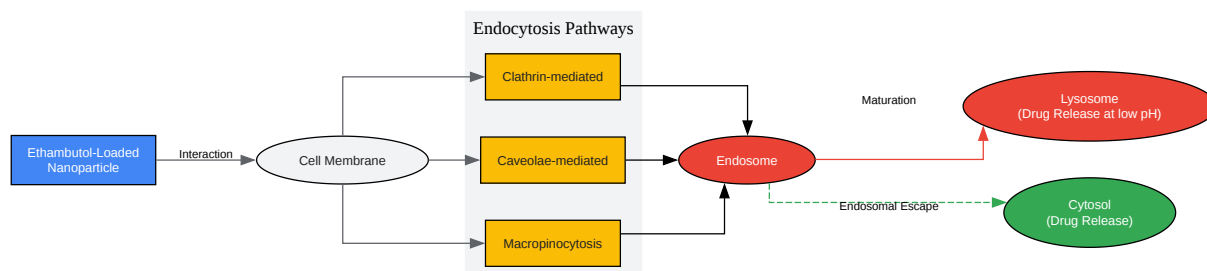 Endocytosis Pathways
Ethambutol-Loaded
Nanoparticle
Interaction
Cell Membrane
Clathrin-mediated
Caveolae-mediated
Macropinocytosis
Endosome
Maturation
Endosomal Escape
Lysosome
(Drug Release at low pH)
Cytosol
(Drug Release)